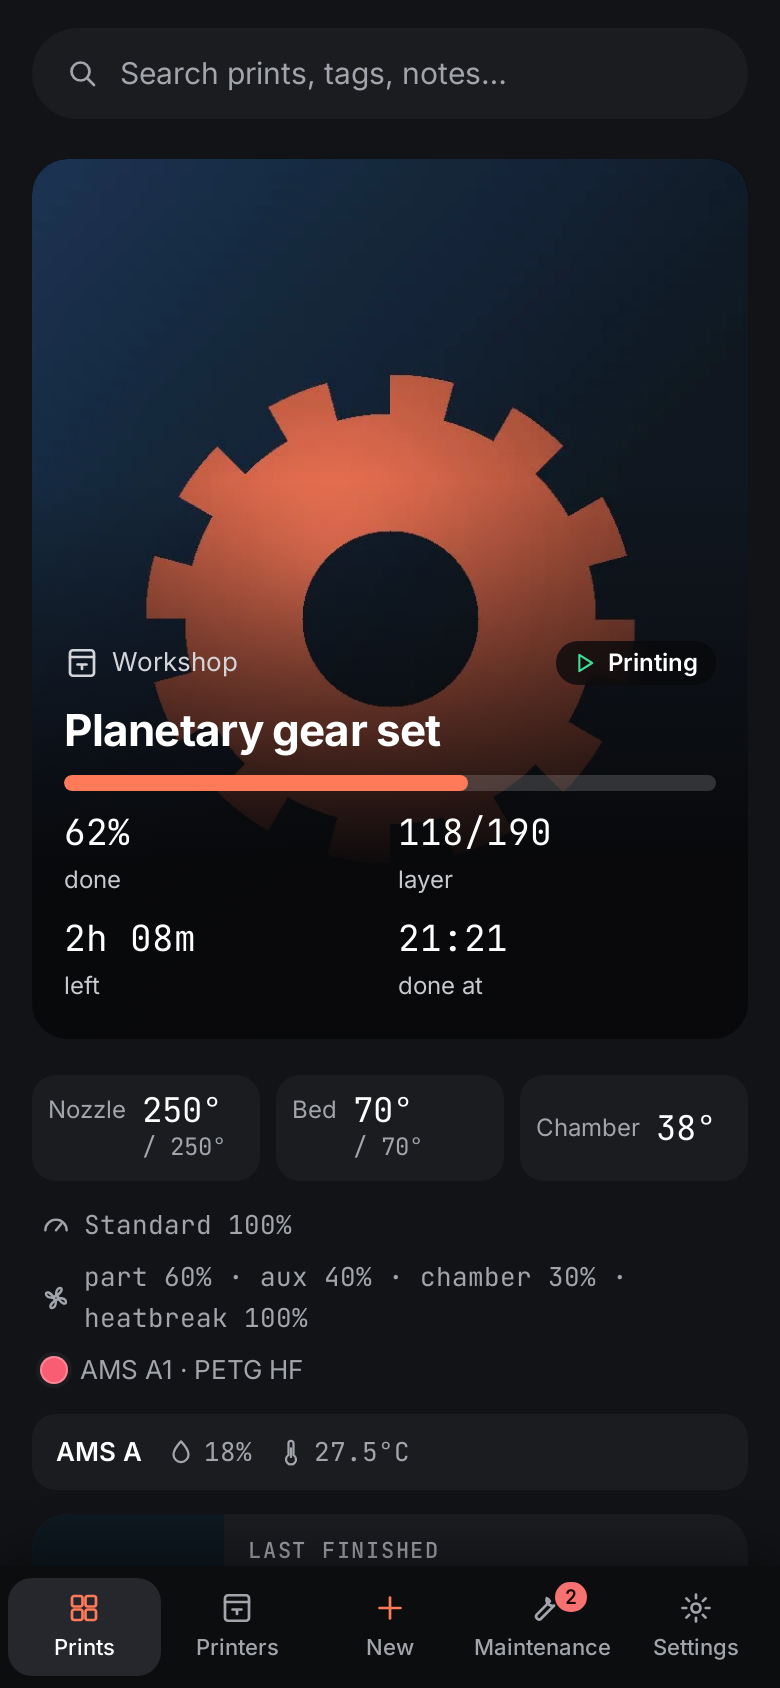 Search prints, tags, notes...
Workshop
Printing
Planetary gear set
62%
118/190
done
layer
2h 08m
21:21
left
done at
Nozzle 250°
/ 250°
Bed 70°
/ 70°
Chamber 38°
Standard 100%
part 60% · aux 40% · chamber 30% ·
heatbreak 100%
AMS A1 · PETG HF
AMS A 18% 27.5°C
LAST FINISHED
2
Prints
Printers
New
Maintenance
Settings